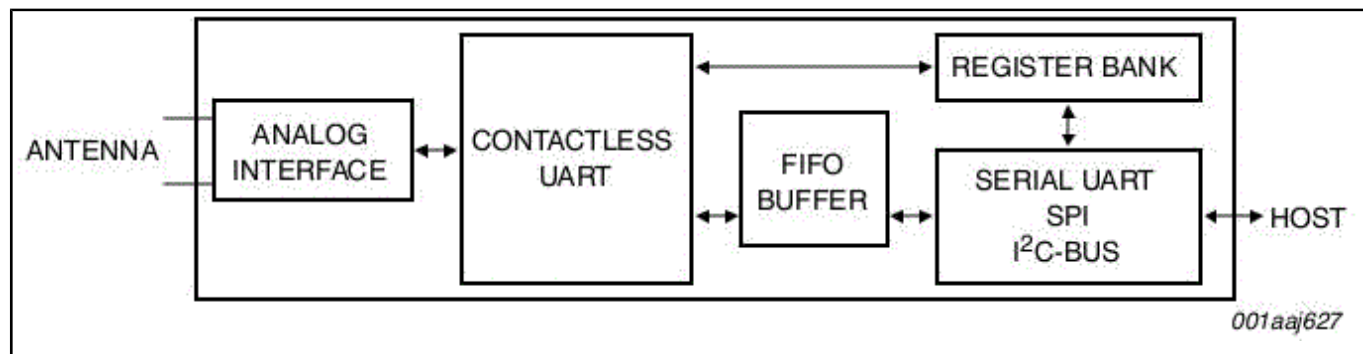 ANTENNA
ANALOG
INTERFACE
CONTACTLESS
UART
FIFO
BUFFER
REGISTER BANK
SERIAL UART
SPI
I²C-BUS
HOST
001aaj627